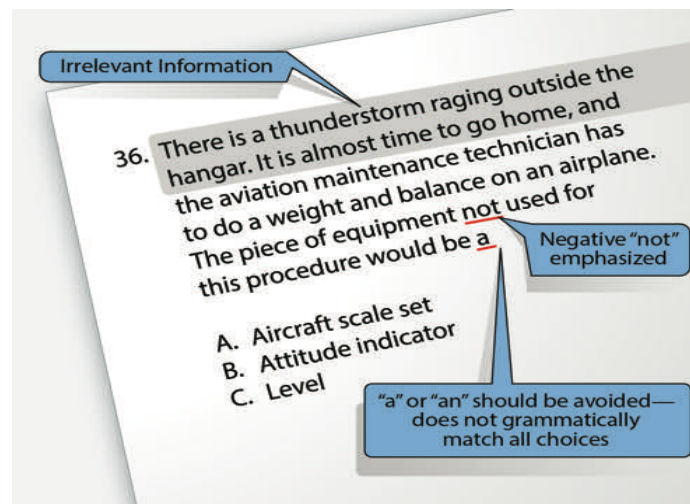 Irrelevant Information
36. There is a thunderstorm raging outside the
hangar. It is almost time to go home, and
the aviation maintenance technician has
to do a weight and balance on an airplane.
The piece of equipment not used for
this procedure would be a
Negative “not”
emphasized
A. Aircraft scale set
B. Attitude indicator
C. Level
“a” or “an” should be avoided—
does not grammatically
match all choices